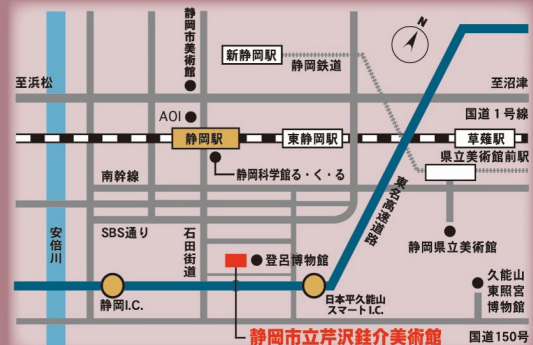 静岡市美術館
N
新静岡駅
静岡鉄道
至浜松
至沼津
国道1号線
AOI
静岡駅
東静岡駅
草薙駅
県立美術館前駅
静岡科学館る・く・る
南幹線
東名高速道路
安倍川
SBS通り
石田街道
登呂博物館
静岡県立美術館
久能山
東照宮
博物館
静岡I.C.
日本平久能山
スマートI.C.
静岡市立芹沢銈介美術館
国道150号